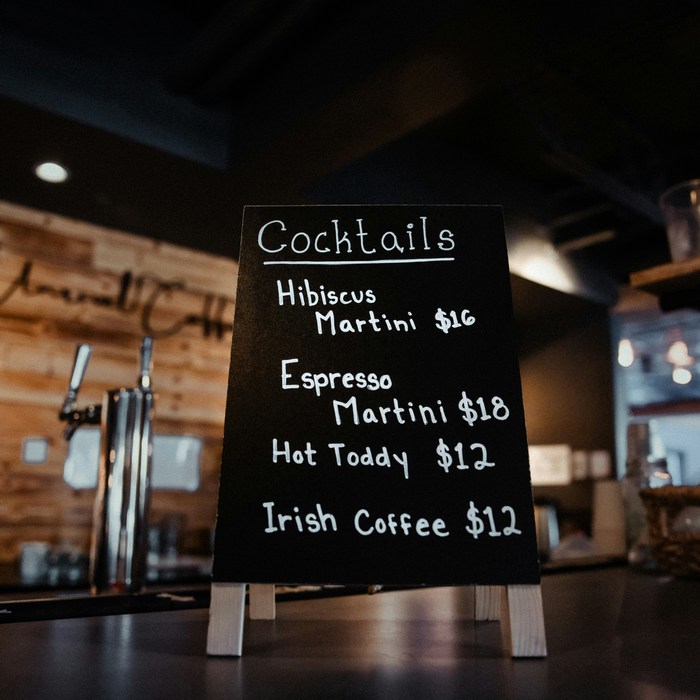 Cocktails
Hibiscus
Martini $16
Espresso
Martini $18
Hot Toddy $12
Irish Coffee $12